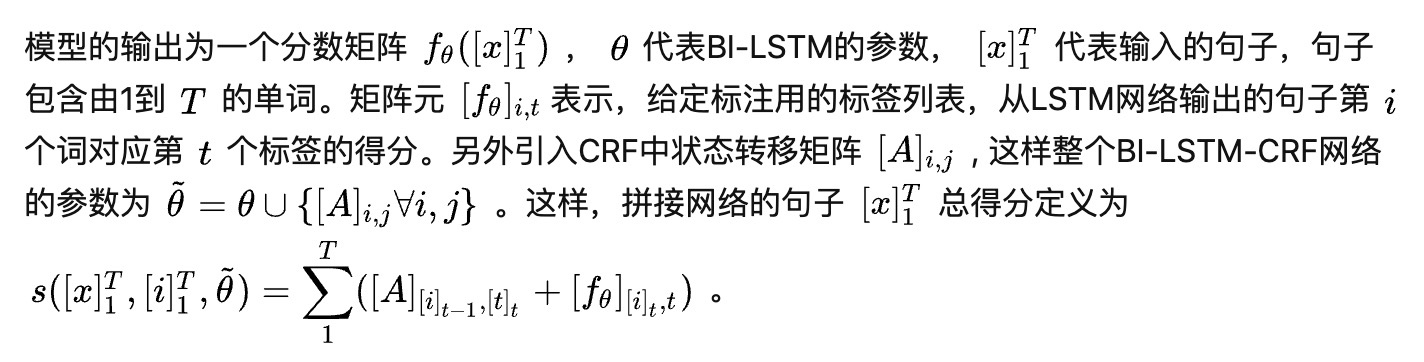 模型的输出为一个分数矩阵 $f_\theta([x]_1^T)$ ， $\theta$ 代表BI-LSTM的参数， $[x]_1^T$ 代表输入的句子，句子
包含由1到 $T$ 的单词。矩阵元 $[f_\theta]_{i,t}$ 表示，给定标注用的标签列表，从LSTM网络输出的句子第 $i$
个词对应第 $t$ 个标签的得分。另外引入CRF中状态转移矩阵 $[A]_{i,j}$ , 这样整个BI-LSTM-CRF网络
的参数为 $\tilde{\theta} = \theta \cup \{[A]_{i,j} \forall i, j\}$ 。这样，拼接网络的句子 $[x]_1^T$ 总得分定义为
$s([x]_1^T, [i]_1^T, \tilde{\theta}) = \sum_1^T ([A]_{[i]_{t-1},[t]_t} + [f_\theta]_{[i]_t,t})$ 。